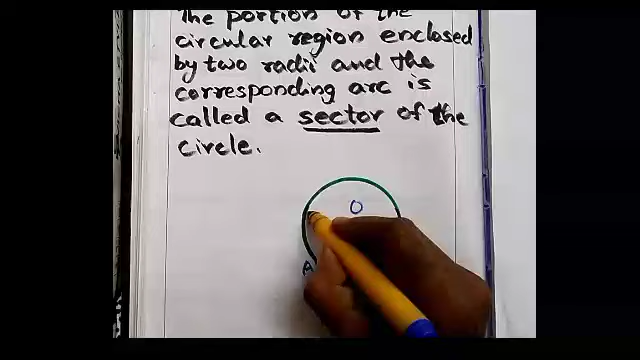 The portion of the
circular region enclosed
by two radii and the
corresponding arc is
called a sector of the
circle.
O
A